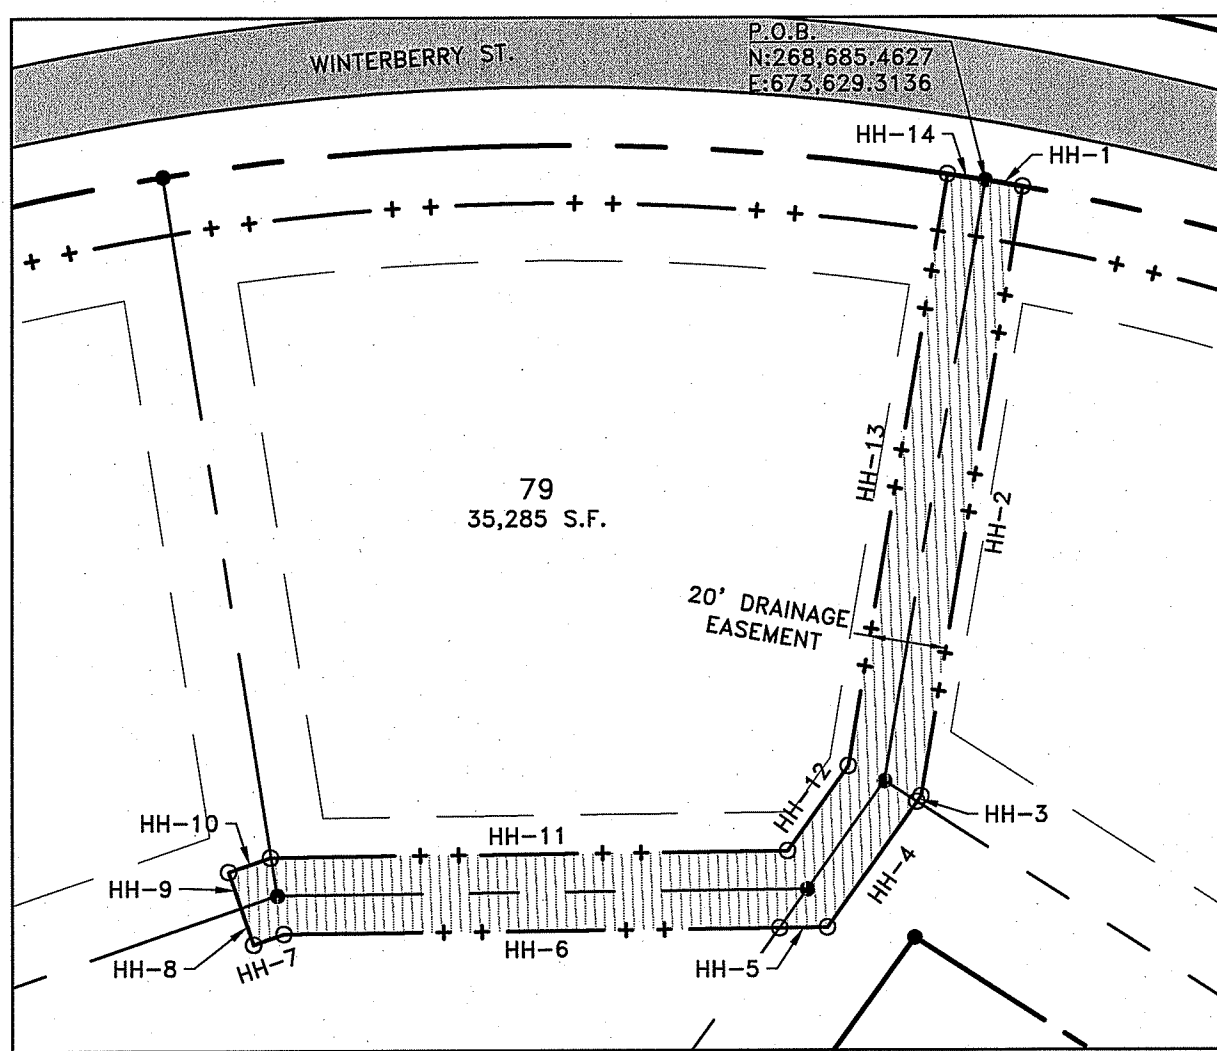 P.O.B.
WINTERBERRY ST.
N:268,685.4627
E:673,629.3136
HH-14
HH-1
HH-13
79
35,285 S.F.
HH-2
20' DRAINAGE
EASEMENT
HH-12
HH-3
HH-10
HH-11
HH-4
HH-9
HH-6
HH-8
HH-7
HH-5